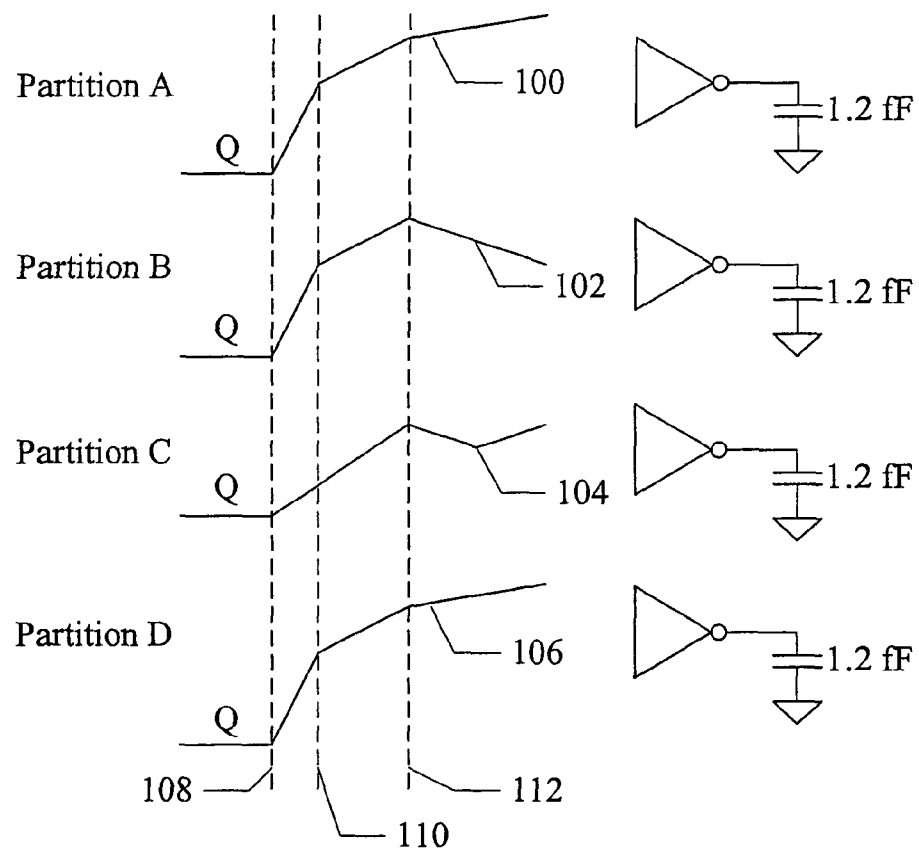 Partition A
Q
100
1.2 fF
Partition B
Q
102
1.2 fF
Partition C
Q
104
1.2 fF
Partition D
Q
106
1.2 fF
108
110
112